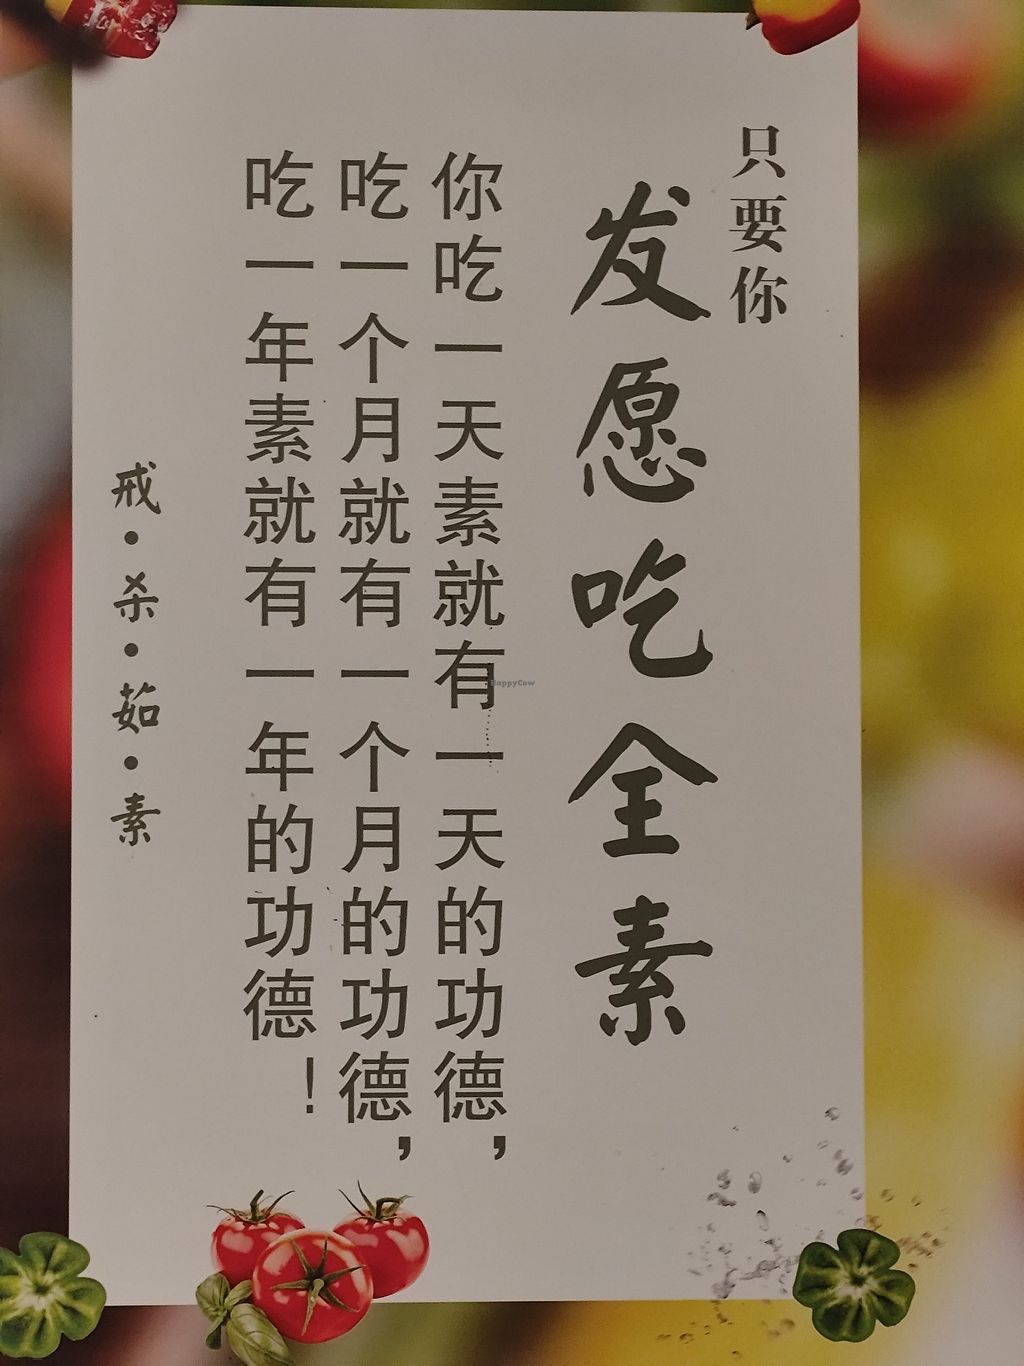 只要你
发愿吃全素
你吃一天素就有一天的功德，
吃一个月就有一个月的功德，
吃一年素就有一年的功德！
戒·杀·茹·素
HappyCow